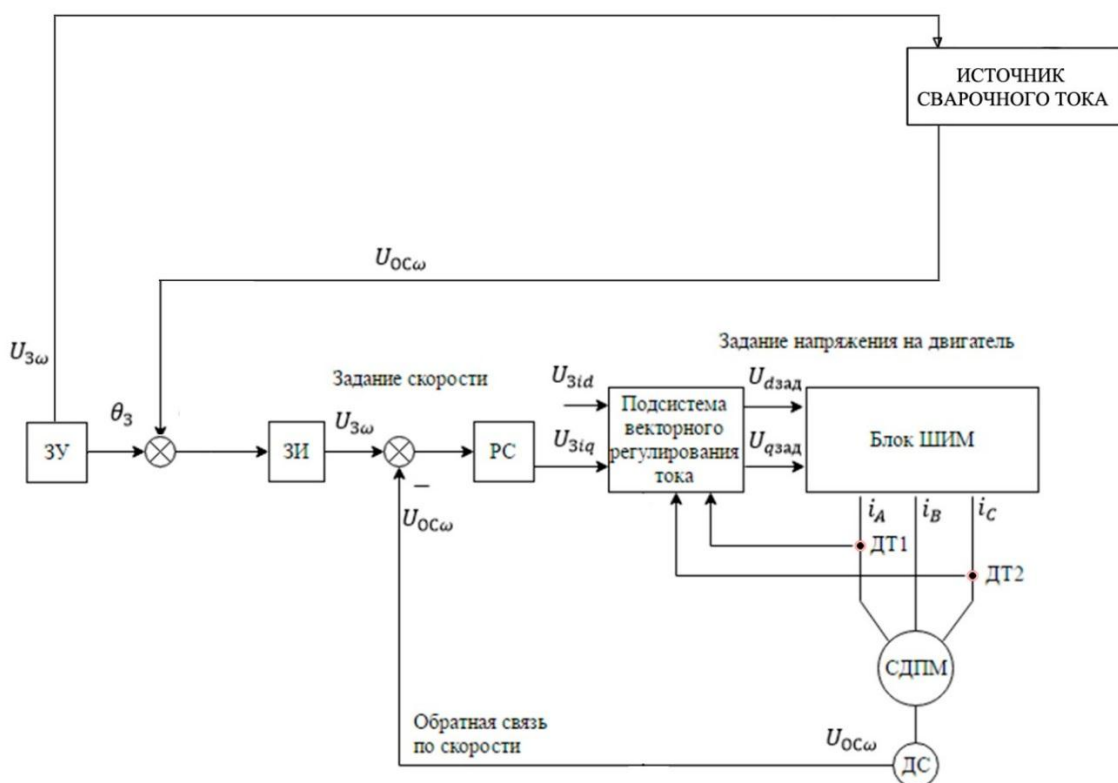 ИСТОЧНИК
СВАРОЧНОГО ТОКА
U_ОСω
U_Зω
Задание напряжения на двигатель
Задание скорости
θ_З
ЗУ
ЗИ
U_Зω
РС
U_Зid
U_Зiq
Подсистема
векторного
регулирования
тока
U_dзад
U_qзад
Блок ШИМ
−
U_ОСω
i_A
i_B
i_C
ДТ1
ДТ2
СДПМ
Обратная связь
по скорости
U_ОСω
ДС